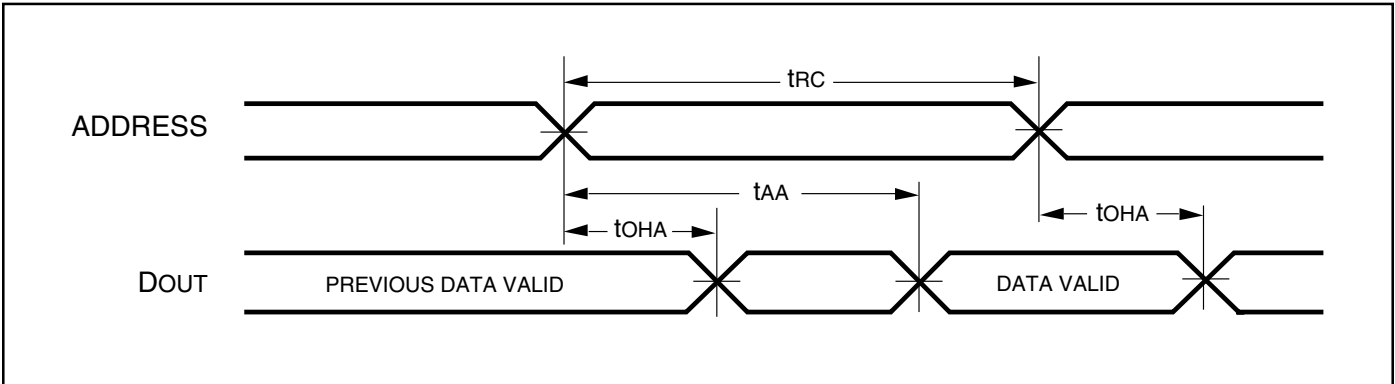 tRC
ADDRESS
tAA
tOHA
tOHA
DOUT
PREVIOUS DATA VALID
DATA VALID